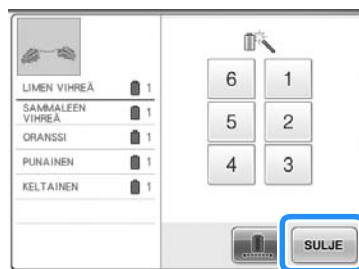 LIMEN VIHREÄ 1
SAMMALEEN
VIHREÄ 1
ORANSSI 1
PUNAINEN 1
KELTAINEN 1
6 1
5 2
4 3
SULJE